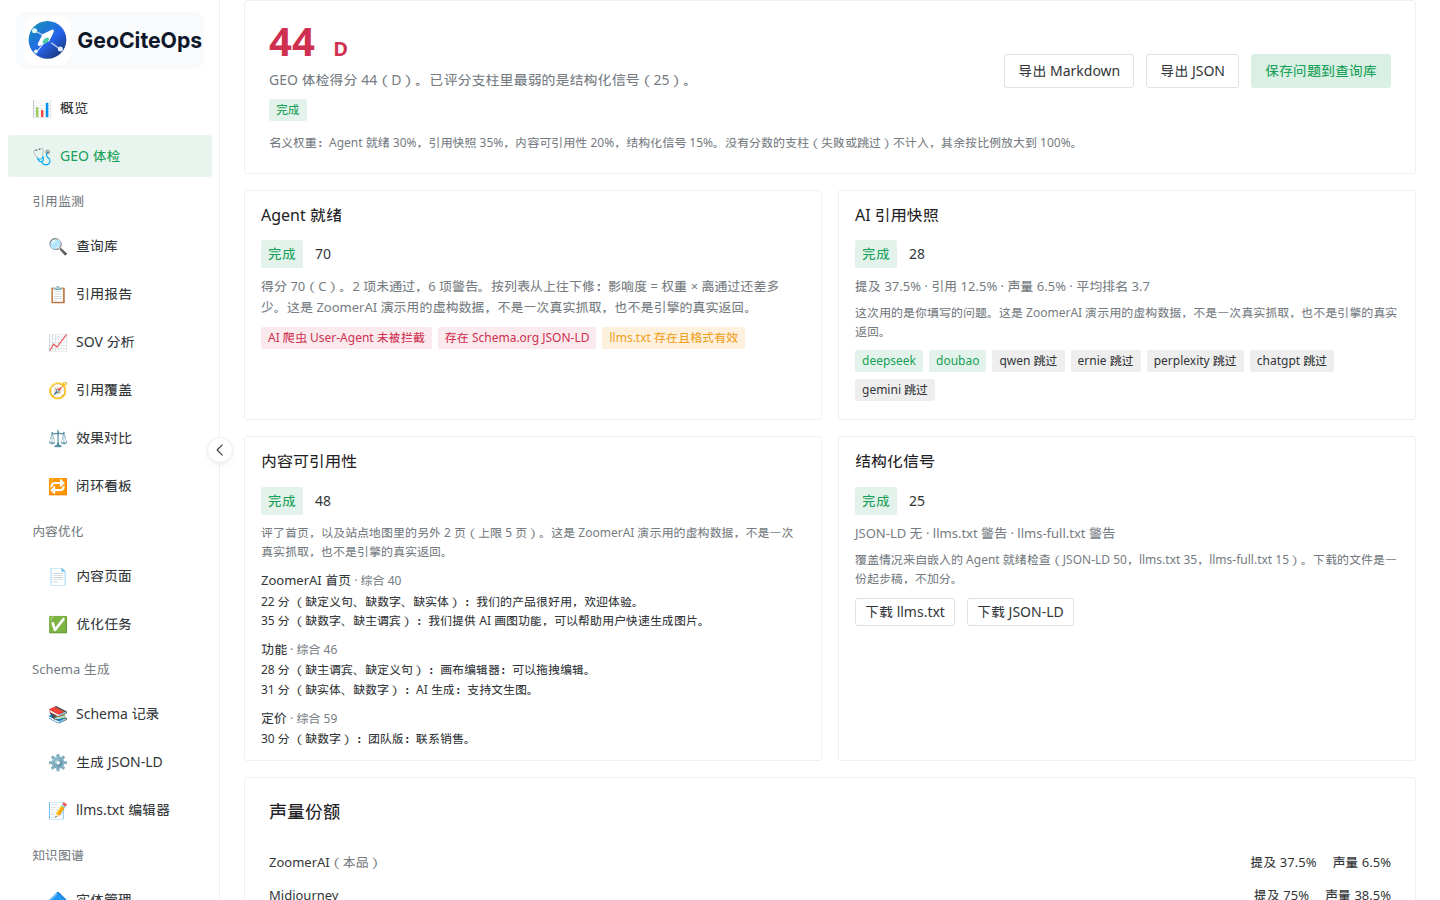 GeoCiteOps
概览
GEO 体检
引用监测
查询库
引用报告
SOV 分析
引用覆盖
效果对比
闭环看板
内容优化
内容页面
优化任务
Schema 生成
Schema 记录
生成 JSON-LD
llms.txt 编辑器
知识图谱
实体管理
44 D
GEO 体检得分 44（D）。已评分支柱里最弱的是结构化信号（25）。
完成
名义权重：Agent 就绪 30%，引用快照 35%，内容可引用性 20%，结构化信号 15%。没有分数的支柱（失败或跳过）不计入，其余按比例放大到 100%。
导出 Markdown
导出 JSON
保存问题到查询库
Agent 就绪
完成 70
得分 70（C）。2 项未通过，6 项警告。按列表从上往下修：影响度 = 权重 × 离通过还差多
少。这是 ZoomerAI 演示用的虚构数据，不是一次真实抓取，也不是引擎的真实返回。
AI 爬虫 User-Agent 未被拦截 存在 Schema.org JSON-LD llms.txt 存在且格式有效
AI 引用快照
完成 28
提及 37.5% · 引用 12.5% · 声量 6.5% · 平均排名 3.7
这次用的是你填写的问题。这是 ZoomerAI 演示用的虚构数据，不是一次真实抓取，也不是引擎的真实
返回。
deepseek doubao qwen 跳过 ernie 跳过 perplexity 跳过 chatgpt 跳过
gemini 跳过
内容可引用性
完成 48
评了首页，以及站点地图里的另外 2 页（上限 5 页）。这是 ZoomerAI 演示用的虚构数据，不是一次
真实抓取，也不是引擎的真实返回。
ZoomerAI 首页 · 综合 40
22 分（缺定义句、缺数字、缺实体）：我们的产品很好用，欢迎体验。
35 分（缺数字、缺主谓宾）：我们提供 AI 画图功能，可以帮助用户快速生成图片。
功能 · 综合 46
28 分（缺主谓宾、缺定义句）：画布编辑器：可以拖拽编辑。
31 分（缺实体、缺数字）：AI 生成：支持文生图。
定价 · 综合 59
30 分（缺数字）：团队版：联系销售。
结构化信号
完成 25
JSON-LD 无 · llms.txt 警告 · llms-full.txt 警告
覆盖情况来自嵌入的 Agent 就绪检查（JSON-LD 50，llms.txt 35，llms-full.txt 15）。下载的文件是一
份起步稿，不加分。
下载 llms.txt 下载 JSON-LD
声量份额
ZoomerAI（本品） 提及 37.5% 声量 6.5%
Midjourney 提及 75% 声量 38.5%